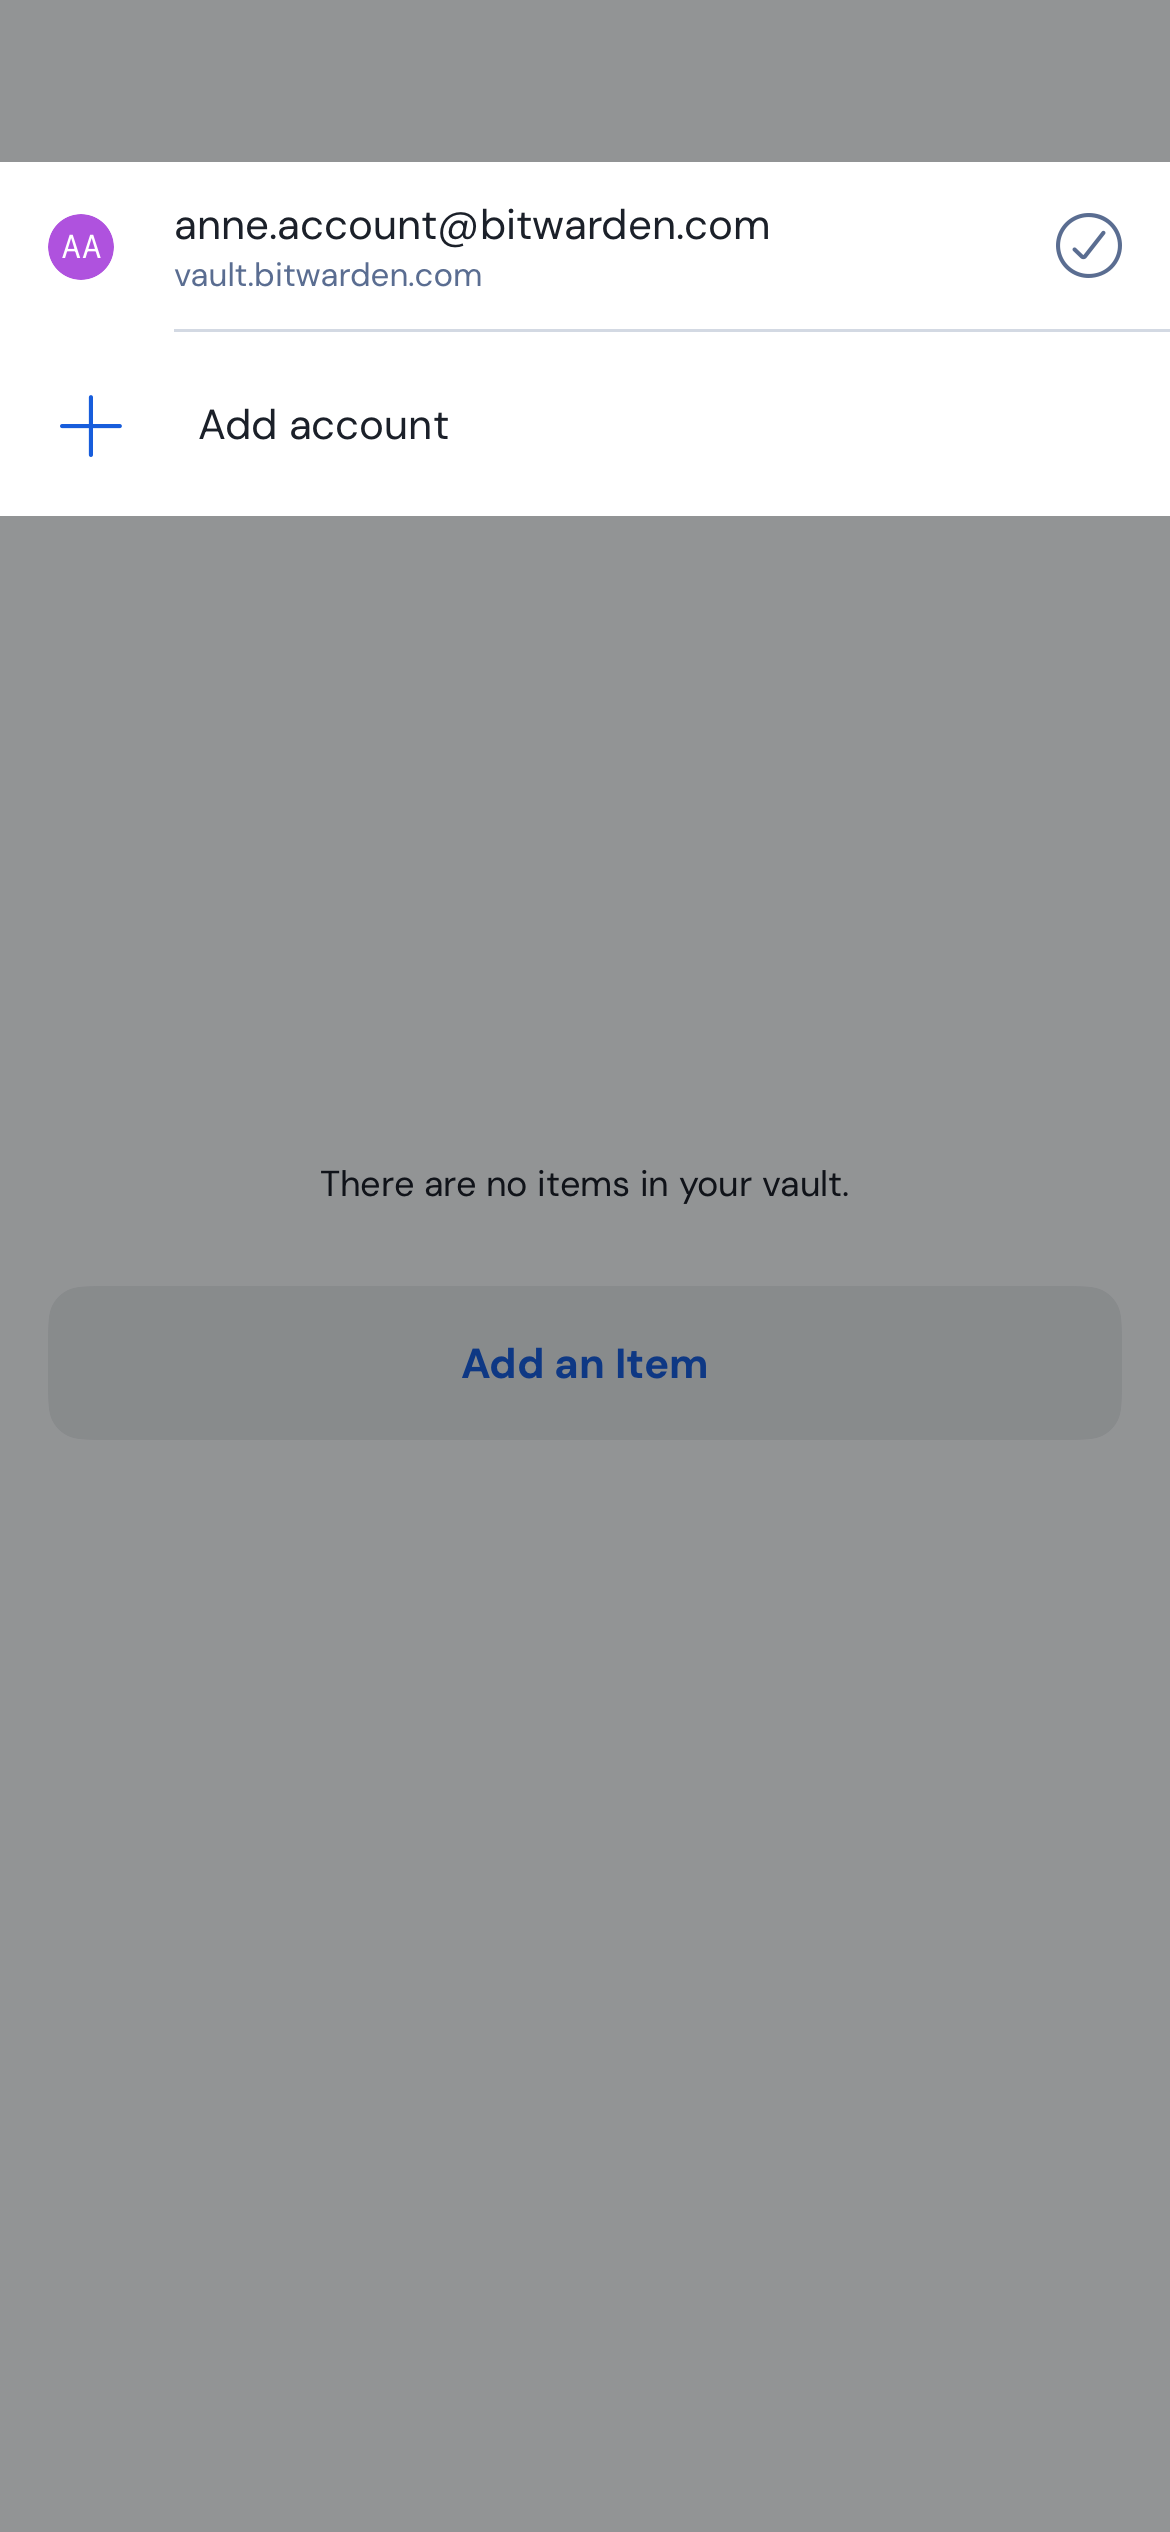 AA
anne.account@bitwarden.com
vault.bitwarden.com
Add account
There are no items in your vault.
Add an Item